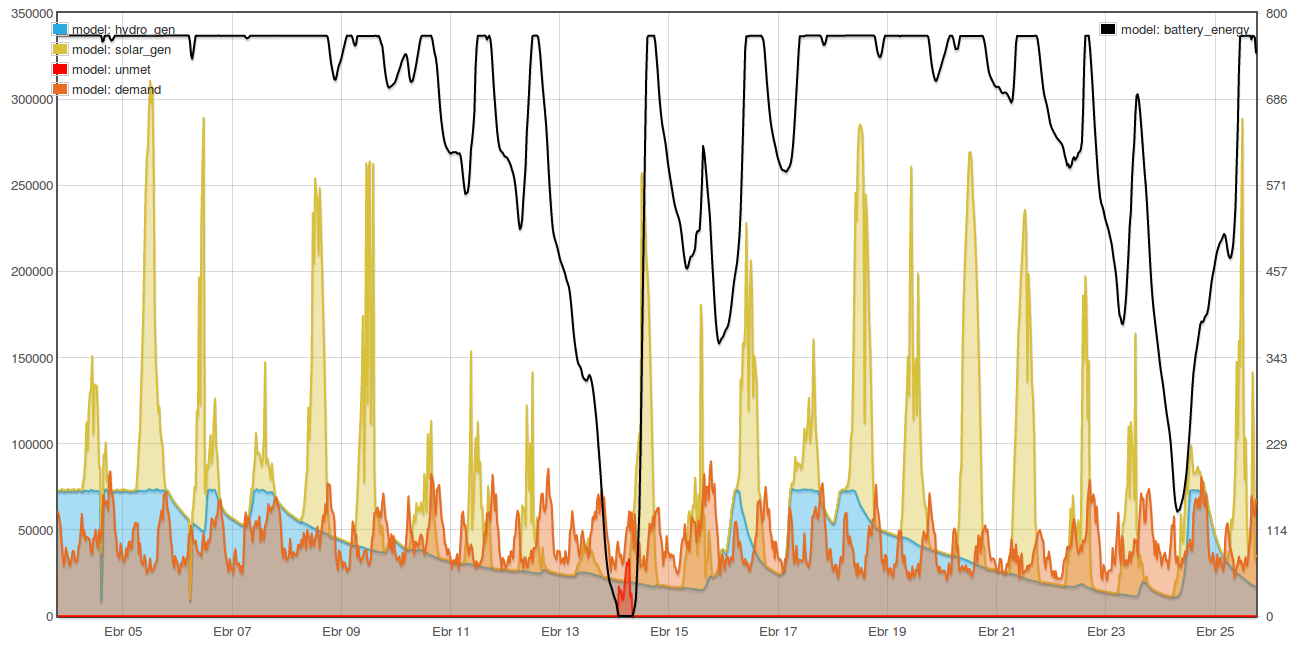 350000
300000
250000
200000
150000
100000
50000
0
model: hydro_gen
model: solar_gen
model: unmet
model: demand
model: battery_energy
800
686
571
457
343
229
114
0
Ebr 05
Ebr 07
Ebr 09
Ebr 11
Ebr 13
Ebr 15
Ebr 17
Ebr 19
Ebr 21
Ebr 23
Ebr 25